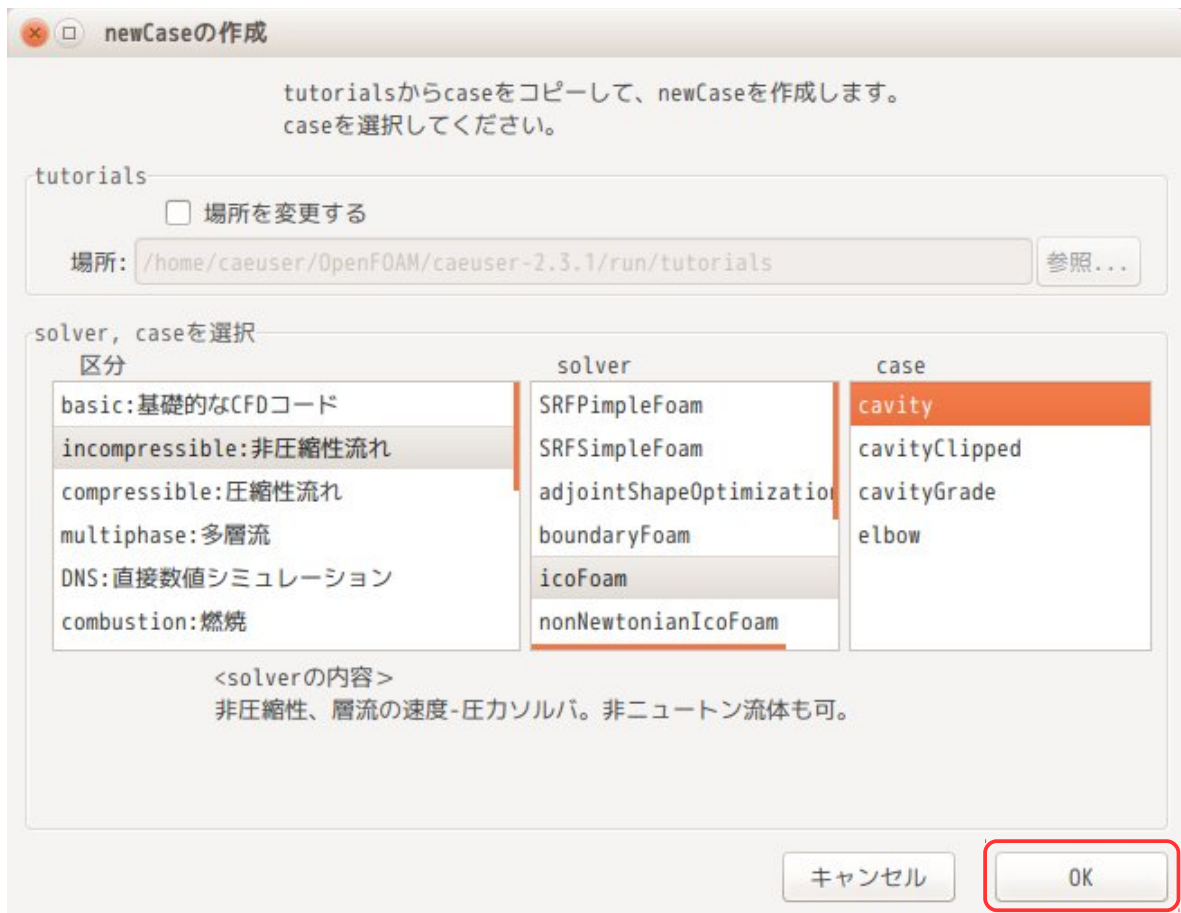 newCaseの作成
tutorialsからcaseをコピーして、newCaseを作成します。
caseを選択してください。
tutorials
場所を変更する
場所: /home/caeuser/OpenFOAM/caeuser-2.3.1/run/tutorials 参照...
solver, caseを選択
区分 solver case
basic:基礎的なCFDコード SRFPimpleFoam cavity
incompressible:非圧縮性流れ SRFSimpleFoam cavityClipped
compressible:圧縮性流れ adjointShapeOptimization cavityGrade
multiphase:多層流 boundaryFoam elbow
DNS:直接数値シミュレーション icoFoam
combustion:燃焼 nonNewtonianIcoFoam
<solverの内容>
非圧縮性、層流の速度-圧力ソルバ。非ニュートン流体も可。
キャンセル OK